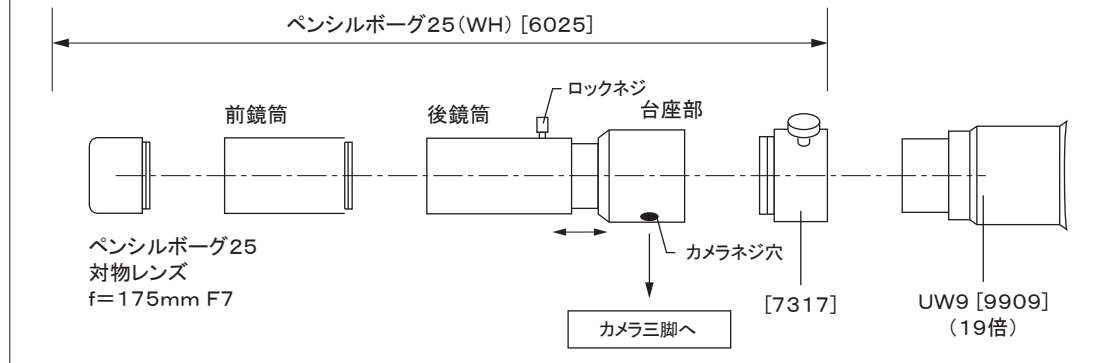 ペンシルボーグ25(WH) [6025]
ロックネジ
前鏡筒
後鏡筒
台座部
ペンシルボーグ25
対物レンズ
f=175mm F7
カメラネジ穴
[7317]
UW9 [9909]
(19倍)
カメラ三脚へ